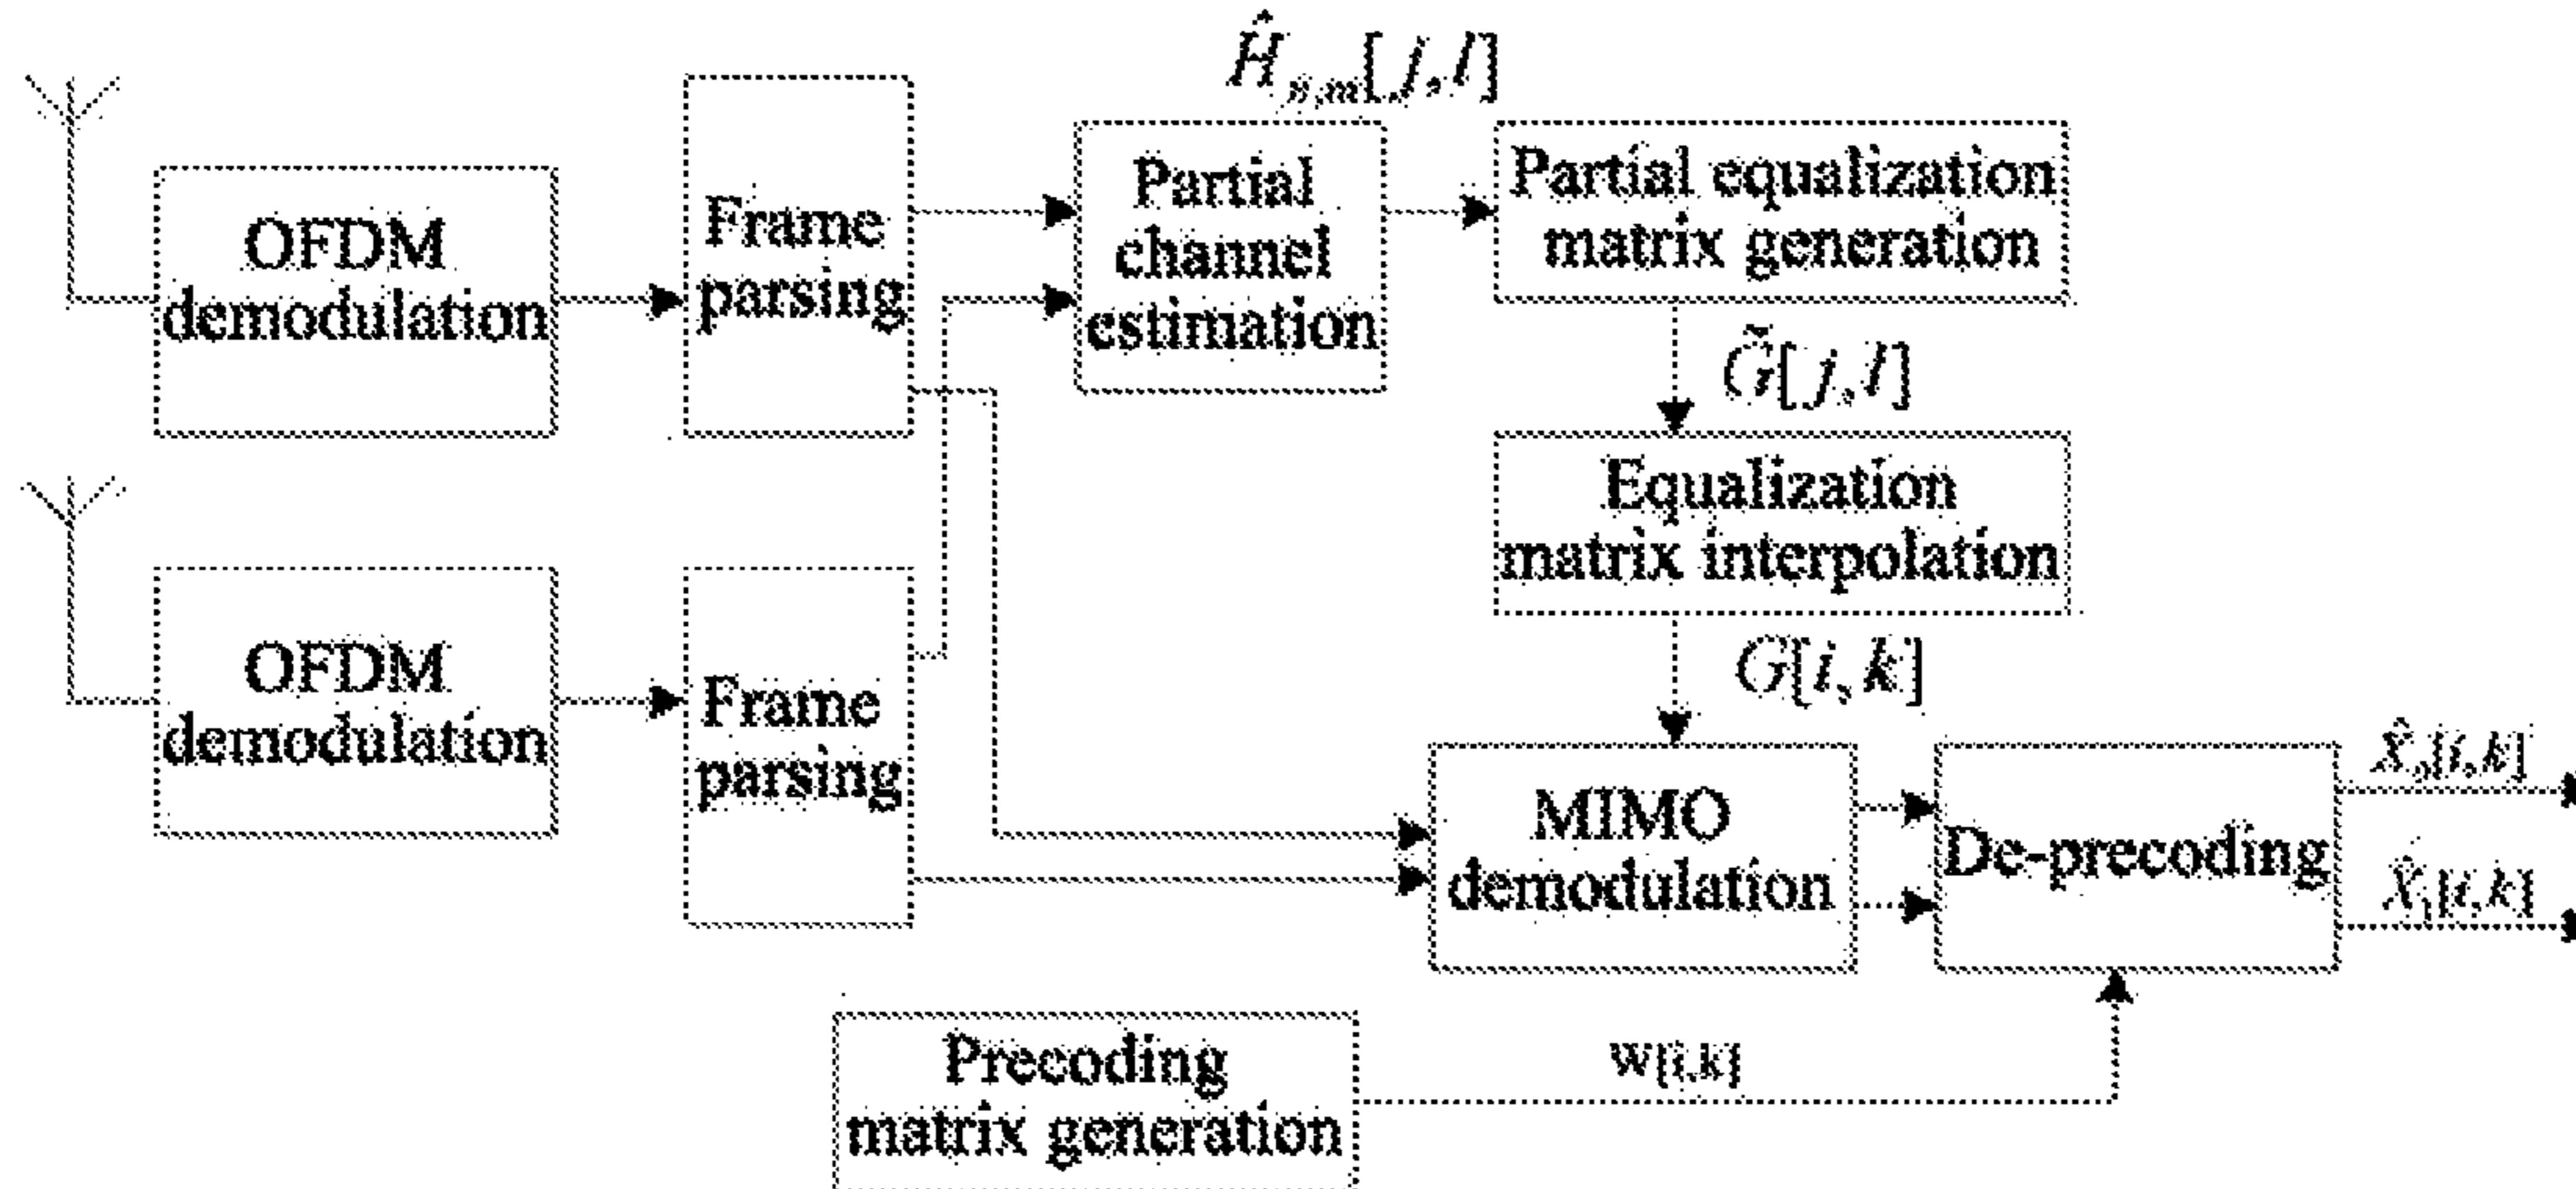 Ĥn,m[j,l]
OFDM
demodulation
Frame
parsing
Partial
channel
estimation
Partial equalization
matrix generation
G̃[j,l]
Equalization
matrix interpolation
G[i,k]
OFDM
demodulation
Frame
parsing
MIMO
demodulation
De-precoding
X̂0[i,k]
X̂1[i,k]
Precoding
matrix generation
W[i,k]